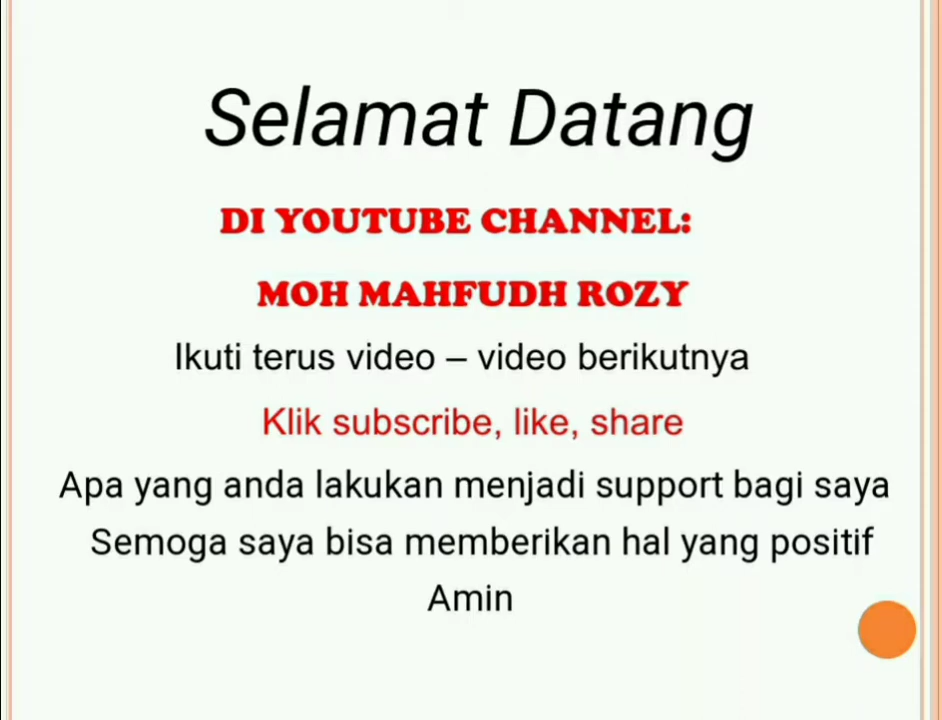 Selamat Datang
DI YOUTUBE CHANNEL:
MOH MAHFUDH ROZY
Ikuti terus video – video berikutnya
Klik subscribe, like, share
Apa yang anda lakukan menjadi support bagi saya
Semoga saya bisa memberikan hal yang positif
Amin